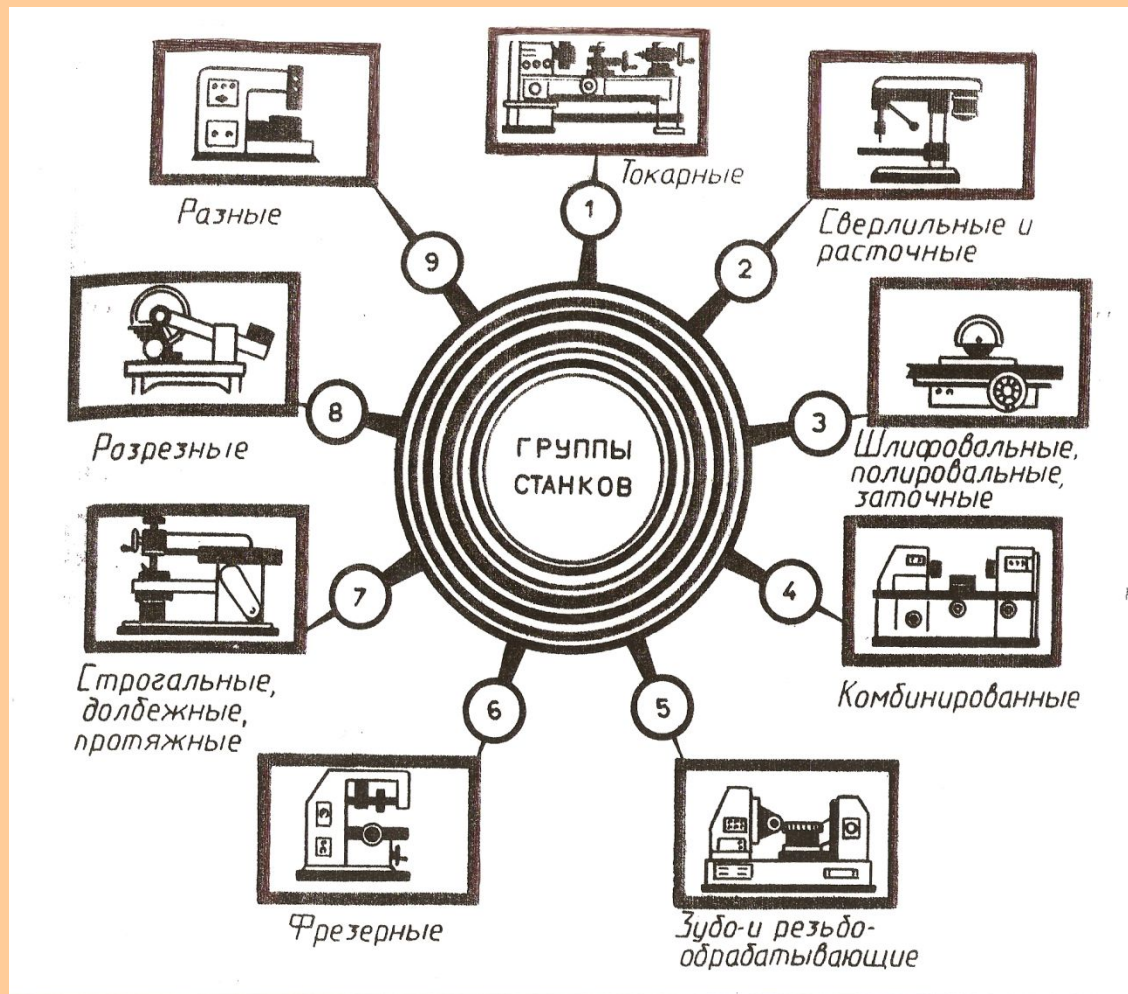 ГРУППЫ
СТАНКОВ
1
Токарные
2
Сверлильные и
расточные
3
Шлифовальные,
полировальные,
заточные
4
Комбинированные
5
Зубо-и резьбо-
обрабатывающие
6
Фрезерные
7
Строгальные,
долбежные,
протяжные
8
Разрезные
9
Разные